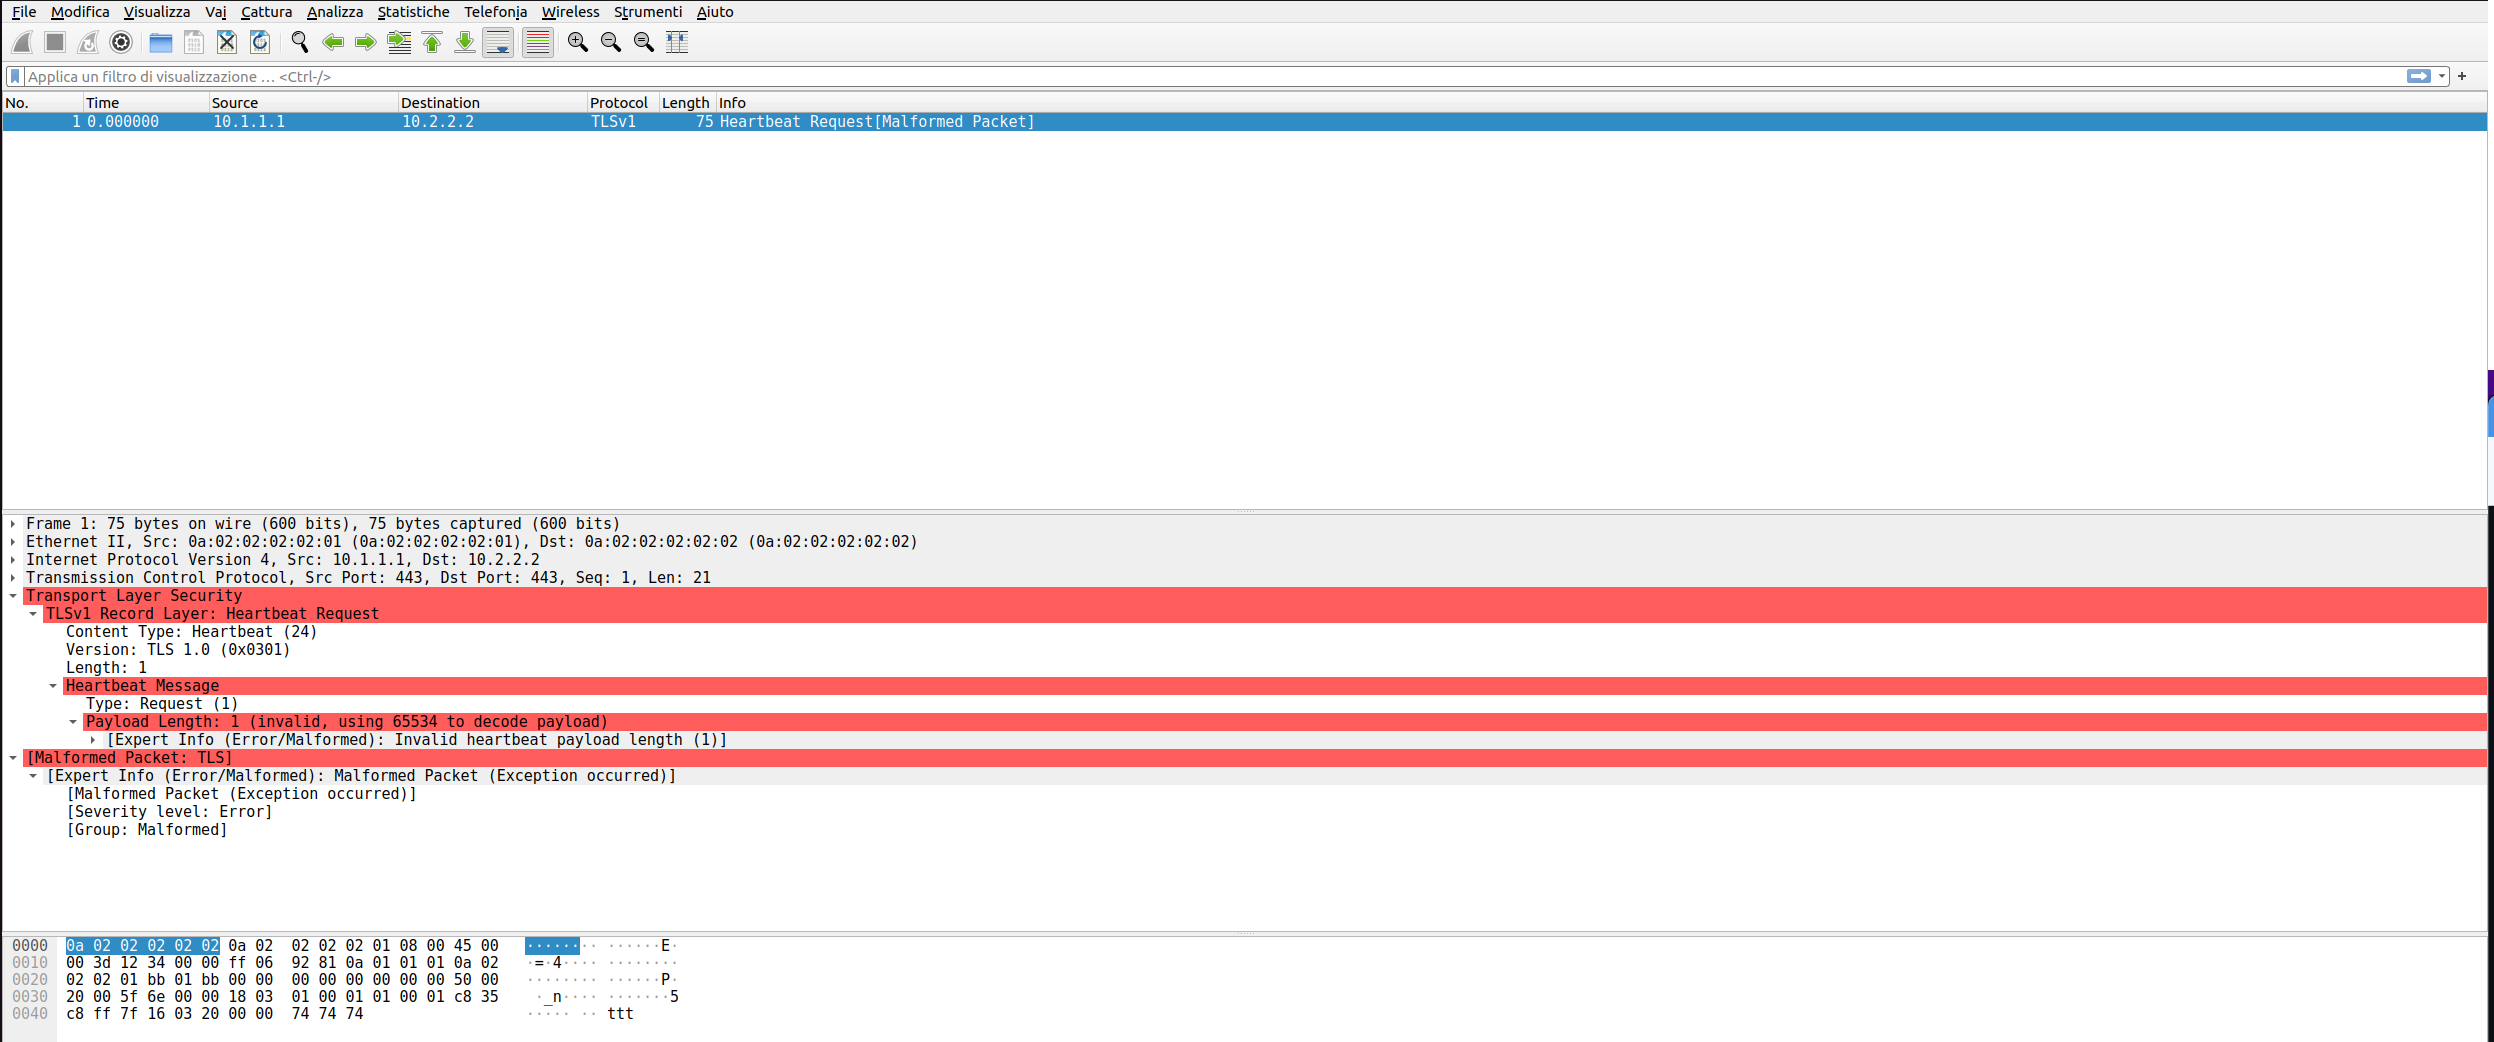 File Modifica Visualizza Vai Cattura Analizza Statistiche Telefonia Wireless Strumenti Aiuto
Applica un filtro di visualizzazione … <Ctrl-/>
No. Time Source Destination Protocol Length Info
1 0.000000 10.1.1.1 10.2.2.2 TLSv1 75 Heartbeat Request[Malformed Packet]
Frame 1: 75 bytes on wire (600 bits), 75 bytes captured (600 bits)
Ethernet II, Src: 0a:02:02:02:02:01 (0a:02:02:02:02:01), Dst: 0a:02:02:02:02:02 (0a:02:02:02:02:02)
Internet Protocol Version 4, Src: 10.1.1.1, Dst: 10.2.2.2
Transmission Control Protocol, Src Port: 443, Dst Port: 443, Seq: 1, Len: 21
Transport Layer Security
TLSv1 Record Layer: Heartbeat Request
Content Type: Heartbeat (24)
Version: TLS 1.0 (0x0301)
Length: 1
Heartbeat Message
Type: Request (1)
Payload Length: 1 (invalid, using 65534 to decode payload)
[Expert Info (Error/Malformed): Invalid heartbeat payload length (1)]
[Malformed Packet: TLS]
[Expert Info (Error/Malformed): Malformed Packet (Exception occurred)]
[Malformed Packet (Exception occurred)]
[Severity level: Error]
[Group: Malformed]
0000 0a 02 02 02 02 02 0a 02 02 02 02 01 08 00 45 00 ········ ······E·
0010 00 3d 12 34 00 00 ff 06 92 81 0a 01 01 01 0a 02 ·=·4···· ········
0020 02 02 01 bb 01 bb 00 00 00 00 00 00 00 00 50 00 ········ ······P·
0030 20 00 5f 6e 00 00 18 03 01 00 01 01 00 01 c8 35  ·_n···· ·······5
0040 c8 ff 7f 16 03 20 00 00 74 74 74 ····· ·· ttt